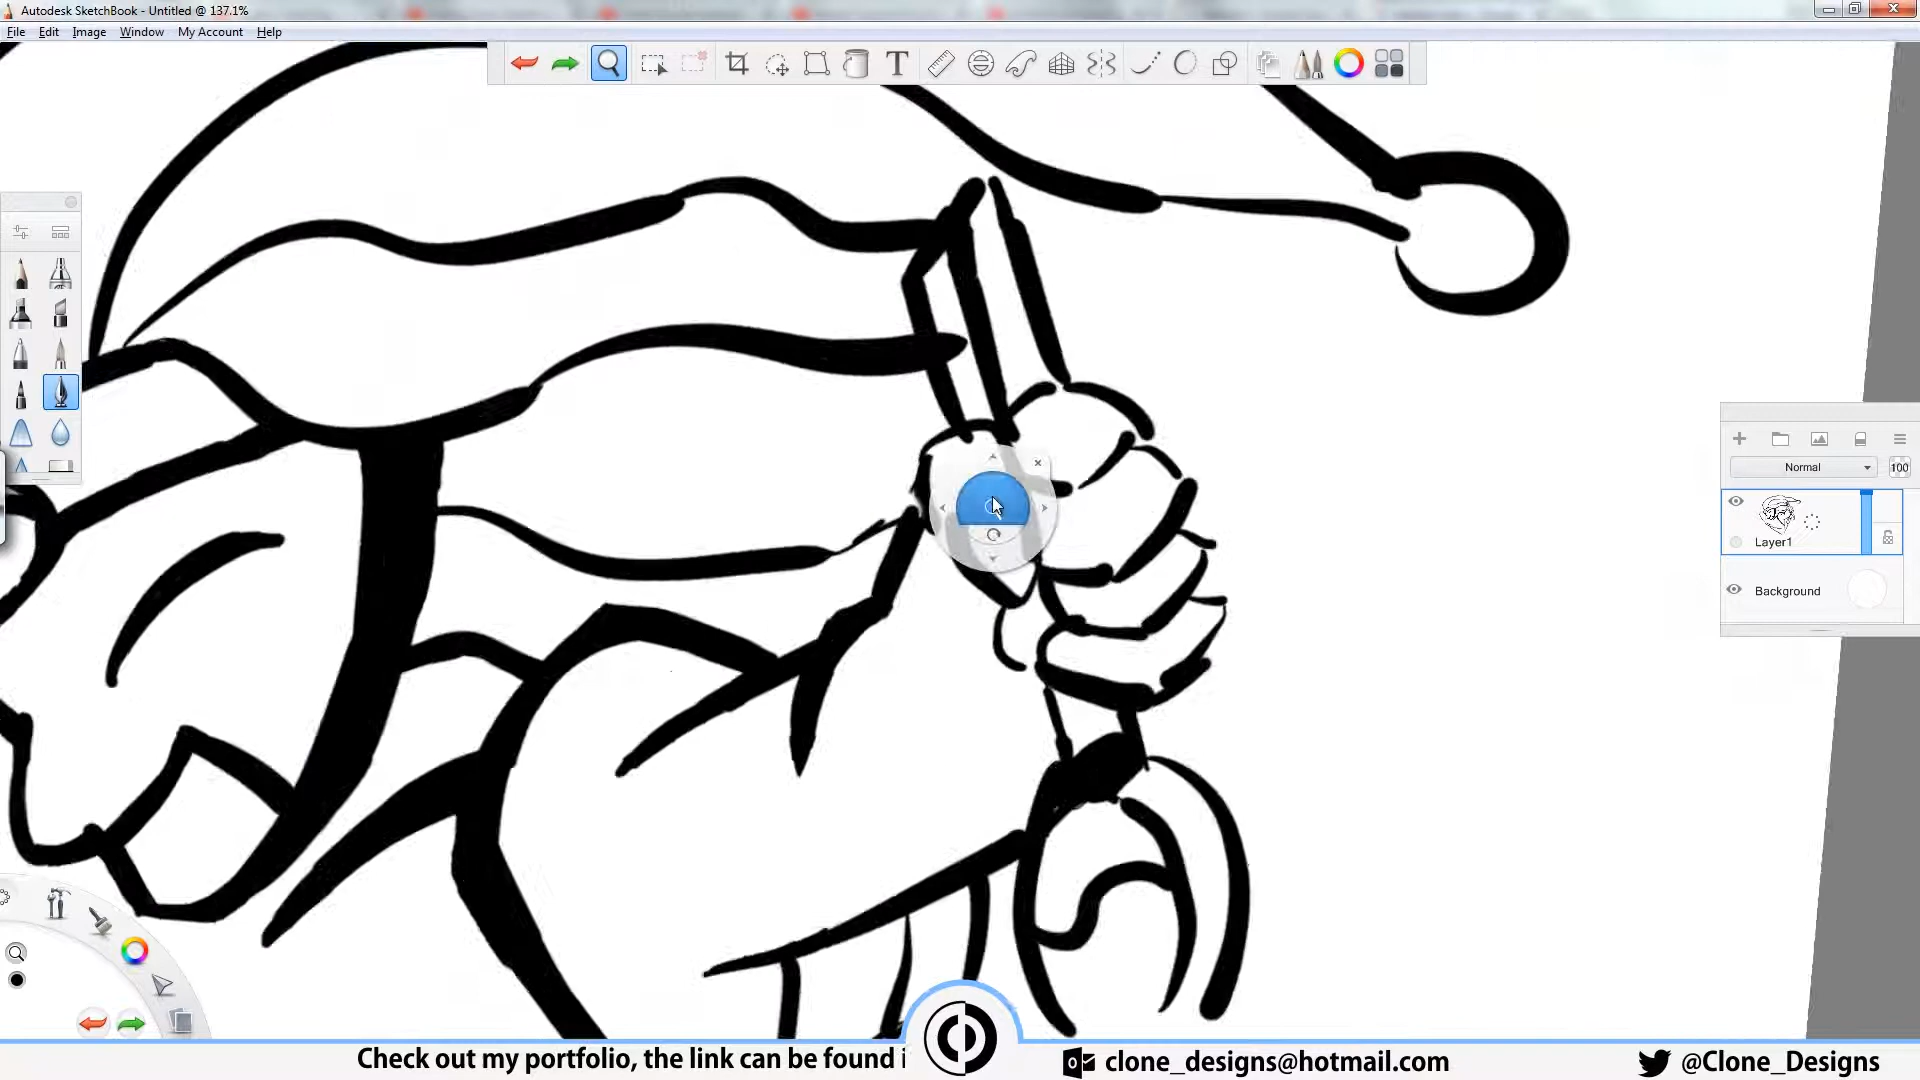 Autodesk SketchBook - Untitled @ 137.1%
File Edit Image Window My Account Help
T
Normal 100
Layer1
Background
Check out my portfolio, the link can be found
clone_designs@hotmail.com
@Clone_Designs